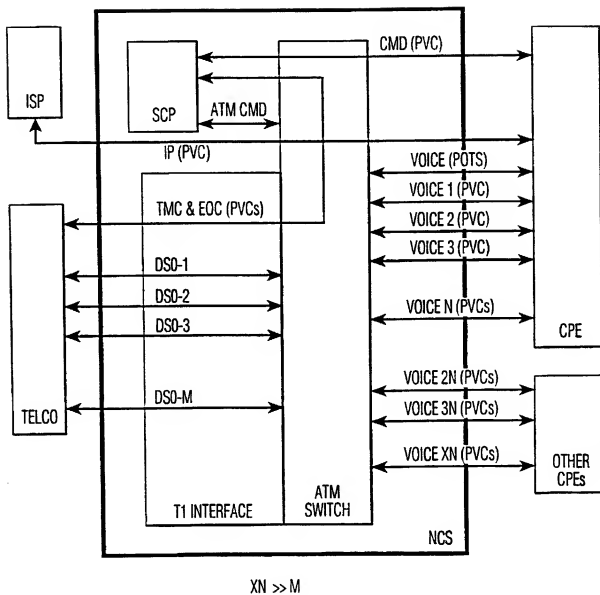 CMD (PVC)
ISP
SCP
ATM CMD
IP (PVC)
VOICE (POTS)
VOICE 1 (PVC)
TMC & EOC (PVCs)
VOICE 2 (PVC)
VOICE 3 (PVC)
DS0-1
DS0-2
VOICE N (PVCs)
DS0-3
CPE
VOICE 2N (PVCs)
DS0-M
VOICE 3N (PVCs)
TELCO
VOICE XN (PVCs)
OTHER
CPEs
T1 INTERFACE
ATM
SWITCH
NCS
XN >> M